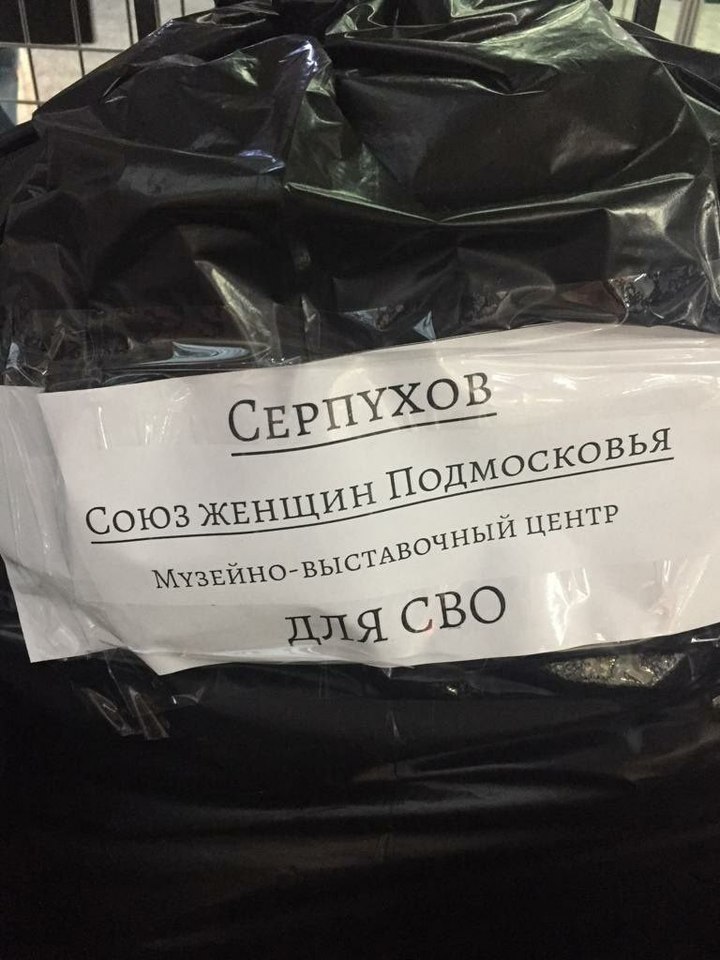 Серпухов
Союз женщин Подмосковья
Музейно-выставочный центр
для СВО